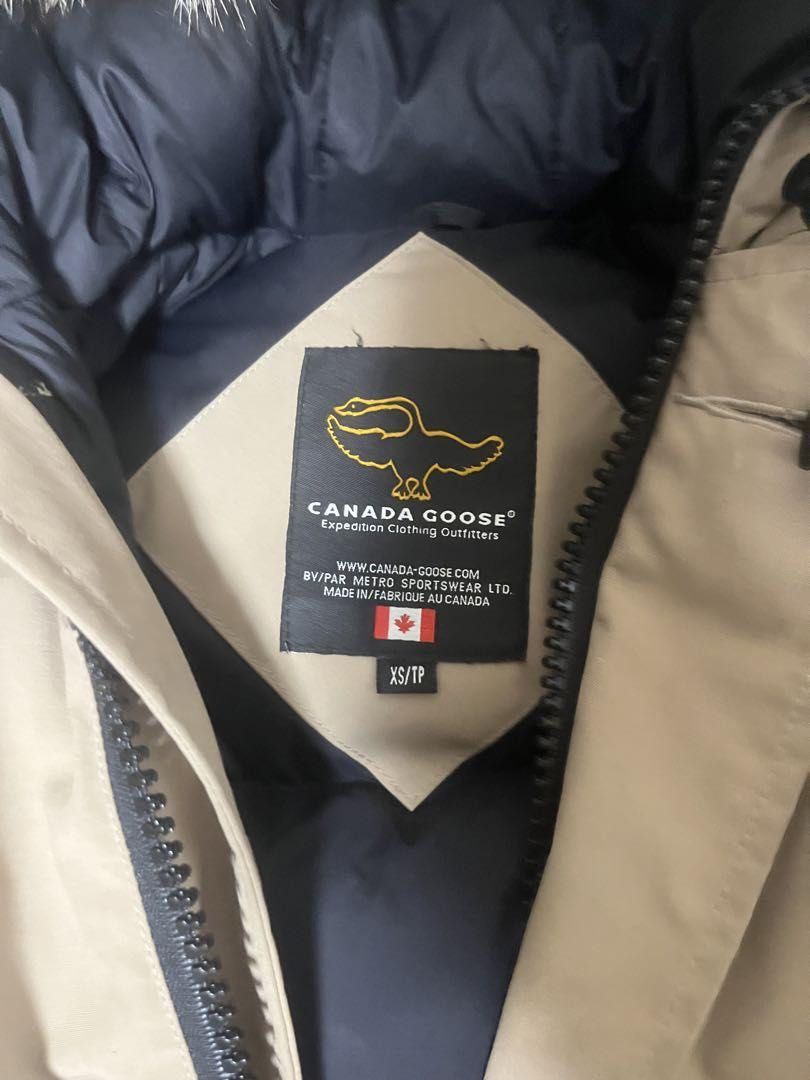 CANADA GOOSE®
Expedition Clothing Outfitters
WWW.CANADA-GOOSE.COM
BY/PAR METRO SPORTSWEAR LTD.
MADE IN/FABRIQUE AU CANADA
XS/TP